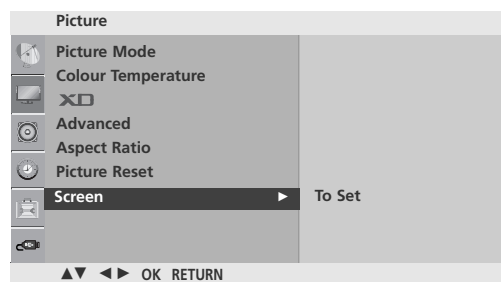 Picture
Picture Mode
Colour Temperature
XD
Advanced
Aspect Ratio
Picture Reset
Screen ► To Set
▲▼ ◄► OK RETURN